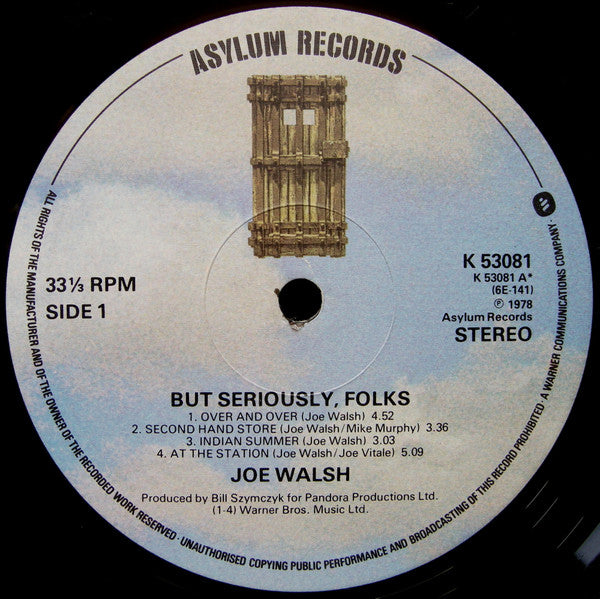 ASYLUM RECORDS
33⅓ RPM
SIDE 1
K 53081
K 53081 A*
(6E-141)
℗ 1978
Asylum Records
STEREO
BUT SERIOUSLY, FOLKS
1. OVER AND OVER (Joe Walsh) 4.52
2. SECOND HAND STORE (Joe Walsh/Mike Murphy) 3.36
3. INDIAN SUMMER (Joe Walsh) 3.03
4. AT THE STATION (Joe Walsh/Joe Vitale) 5.09
JOE WALSH
Produced by Bill Szymczyk for Pandora Productions Ltd.
(1-4) Warner Bros. Music Ltd.
ALL RIGHTS OF THE MANUFACTURER AND OF THE OWNER OF THE RECORDED WORK RESERVED · UNAUTHORISED COPYING PUBLIC PERFORMANCE AND BROADCASTING OF THIS RECORD PROHIBITED · A WARNER COMMUNICATIONS COMPANY ·